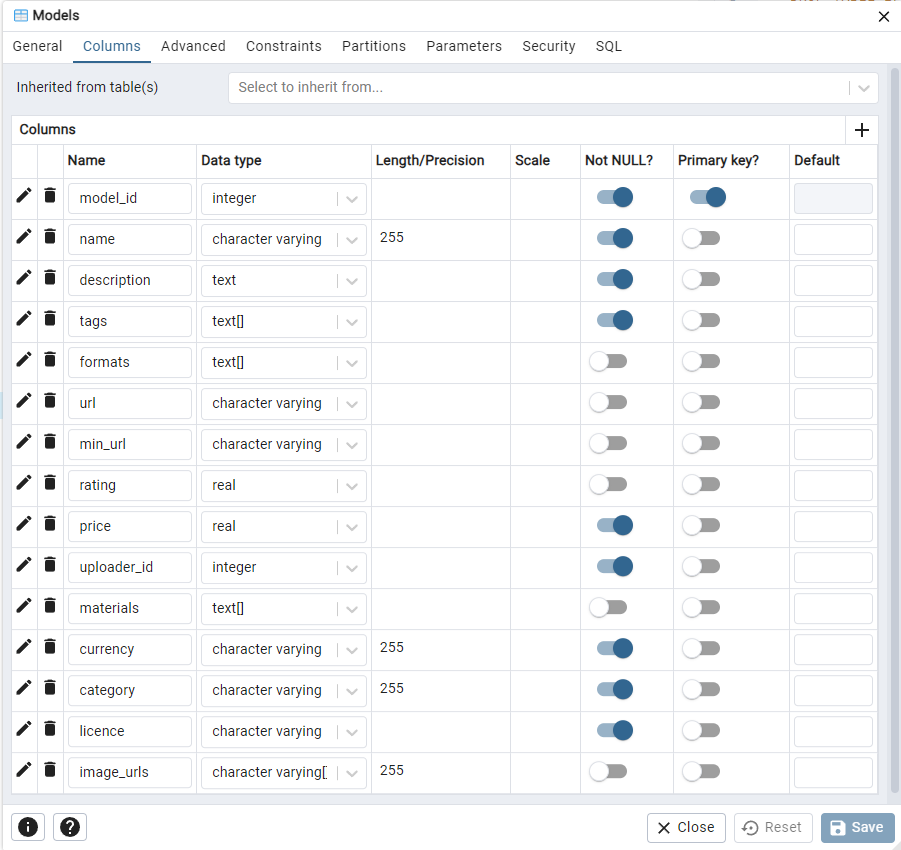 Models
General Columns Advanced Constraints Partitions Parameters Security SQL
Inherited from table(s) Select to inherit from...
Columns
Name Data type Length/Precision Scale Not NULL? Primary key? Default
model_id integer
name character varying 255
description text
tags text[]
formats text[]
url character varying
min_url character varying
rating real
price real
uploader_id integer
materials text[]
currency character varying 255
category character varying 255
licence character varying
image_urls character varying[ 255
Close Reset Save